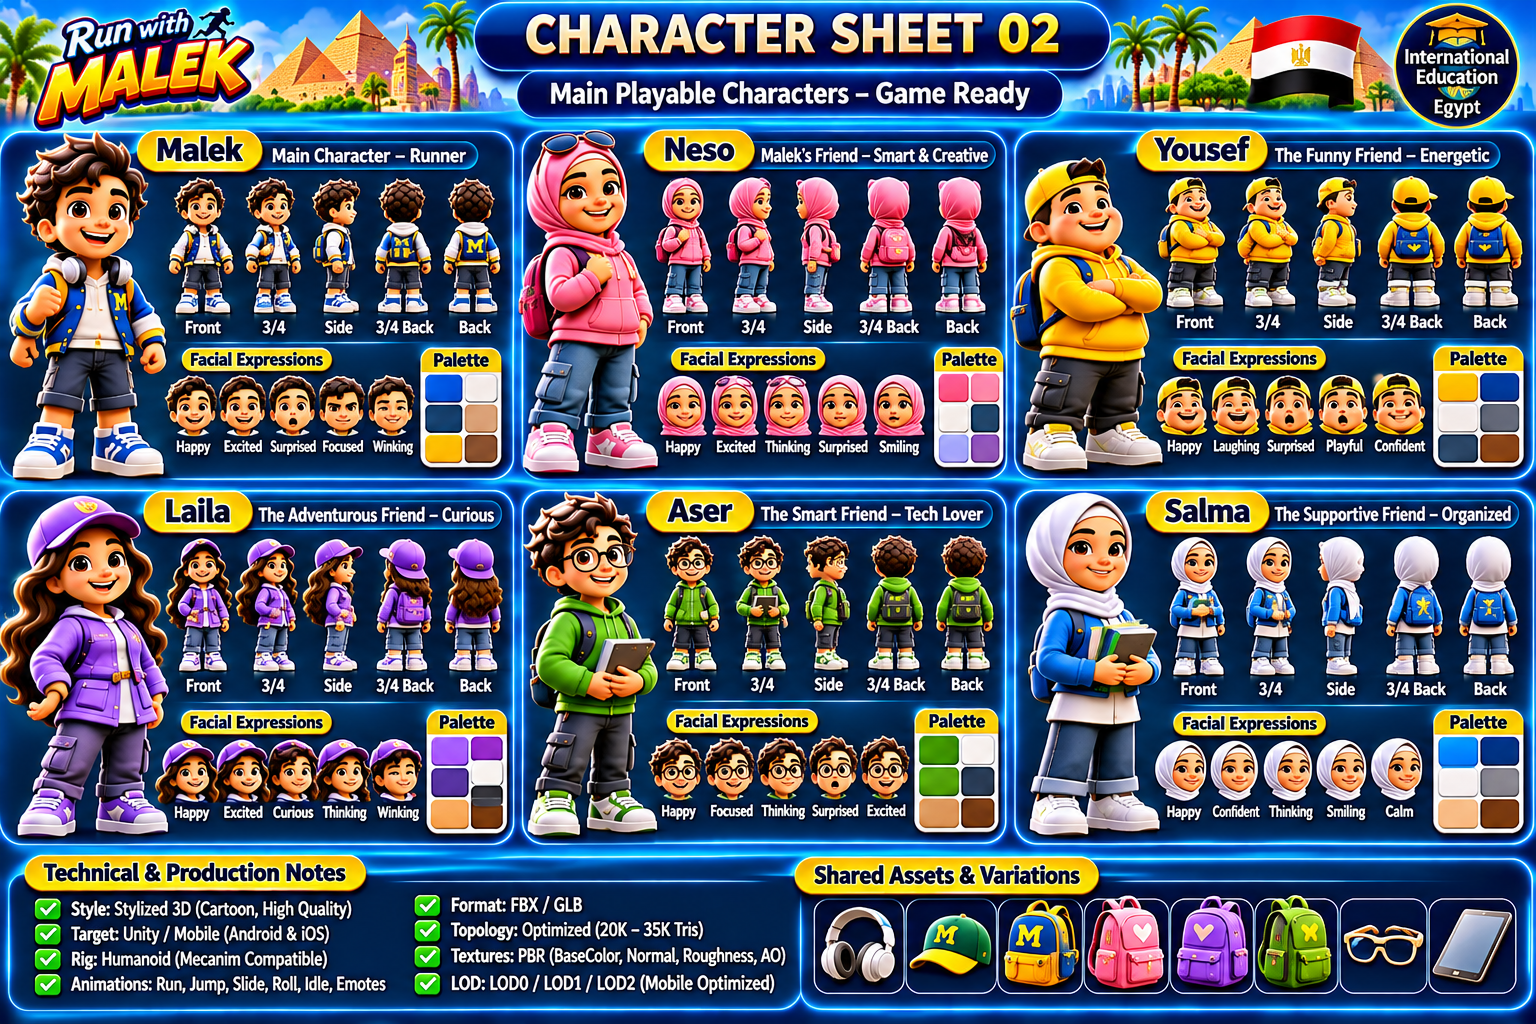 Run with
MALEK
CHARACTER SHEET 02
Main Playable Characters – Game Ready
International
Education
Egypt
Malek
Main Character – Runner
M
M
M
Front
3/4
Side
3/4 Back
Back
Facial Expressions
Palette
Happy
Excited
Surprised
Focused
Winking
Neso
Malek's Friend – Smart & Creative
Front
3/4
Side
3/4 Back
Back
Facial Expressions
Palette
Happy
Excited
Thinking
Surprised
Smiling
Yousef
The Funny Friend – Energetic
Front
3/4
Side
3/4 Back
Back
Facial Expressions
Palette
Happy
Laughing
Surprised
Playful
Confident
Laila
The Adventurous Friend – Curious
Front
3/4
Side
3/4 Back
Back
Facial Expressions
Palette
Happy
Excited
Curious
Thinking
Winking
Aser
The Smart Friend – Tech Lover
Front
3/4
Side
3/4 Back
Back
Facial Expressions
Palette
Happy
Focused
Thinking
Surprised
Excited
Salma
The Supportive Friend – Organized
Front
3/4
Side
3/4 Back
Back
Facial Expressions
Palette
Happy
Confident
Thinking
Smiling
Calm
Technical & Production Notes
Style: Stylized 3D (Cartoon, High Quality)
Target: Unity / Mobile (Android & iOS)
Rig: Humanoid (Mecanim Compatible)
Animations: Run, Jump, Slide, Roll, Idle, Emotes
Format: FBX / GLB
Topology: Optimized (20K – 35K Tris)
Textures: PBR (BaseColor, Normal, Roughness, AO)
LOD: LOD0 / LOD1 / LOD2 (Mobile Optimized)
Shared Assets & Variations
M
M